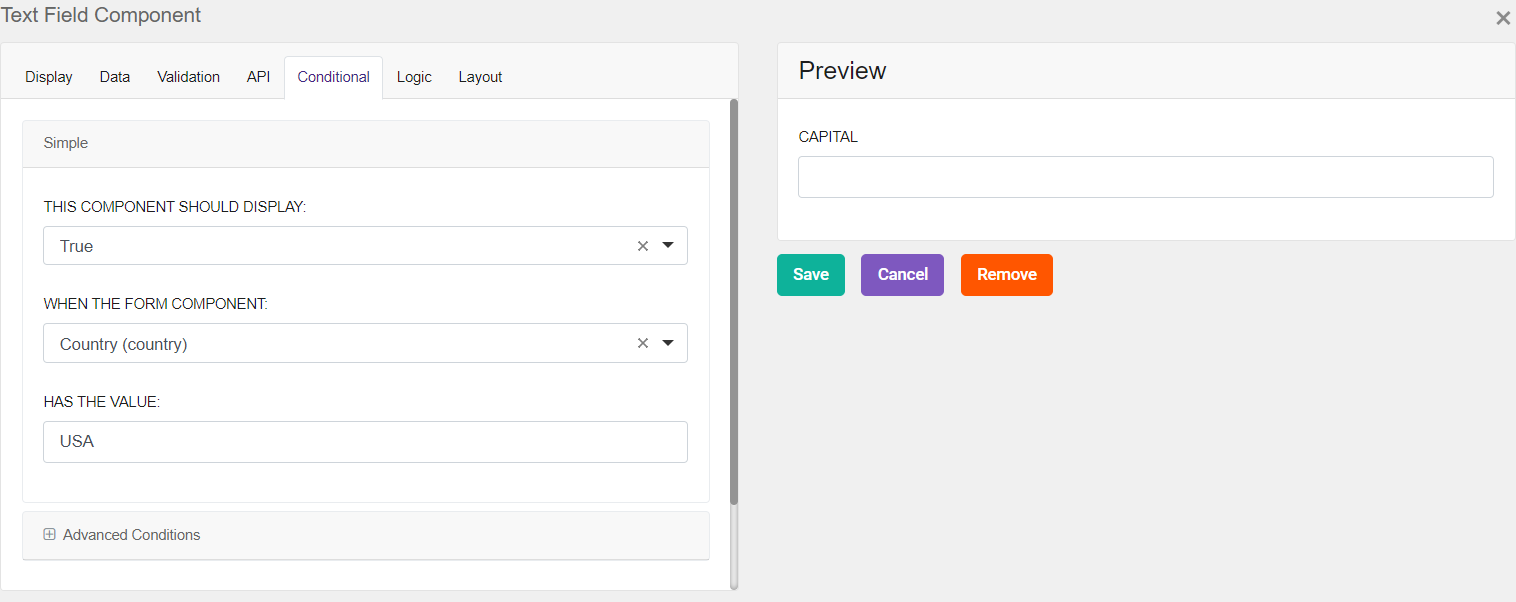 Text Field Component
Display Data Validation API Conditional Logic Layout
Simple
THIS COMPONENT SHOULD DISPLAY:
True
WHEN THE FORM COMPONENT:
Country (country)
HAS THE VALUE:
USA
Advanced Conditions
Preview
CAPITAL
Save Cancel Remove